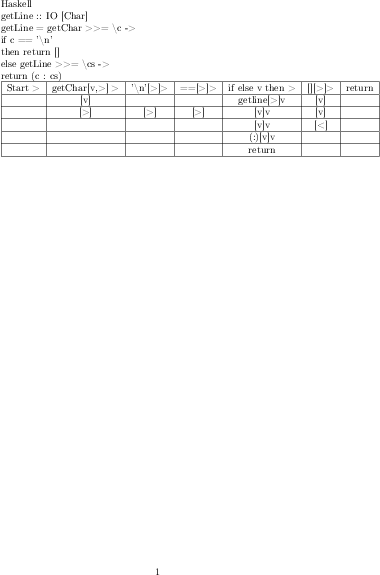 Haskell
getLine :: IO [Char]
getLine = getChar >>= \c ->
if c == '\n'
then return []
else getLine >>= \cs ->
return (c : cs)
Start > getChar[v,>] > '\n'[>]> ==[>]> if else v then > [][>]> return
[v] getline[>]v [v]
[>] [>] [>] [v]v [v]
[v]v [<]
(:)[v]v
return
1